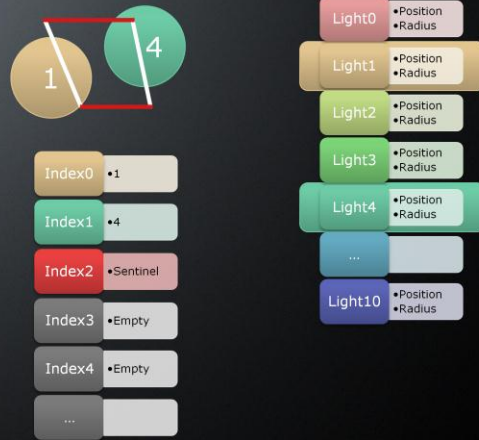 1
4
Index0
•1
Index1
•4
Index2
•Sentinel
Index3
•Empty
Index4
•Empty
...
Light0
•Position
•Radius
Light1
•Position
•Radius
Light2
•Position
•Radius
Light3
•Position
•Radius
Light4
•Position
•Radius
...
Light10
•Position
•Radius